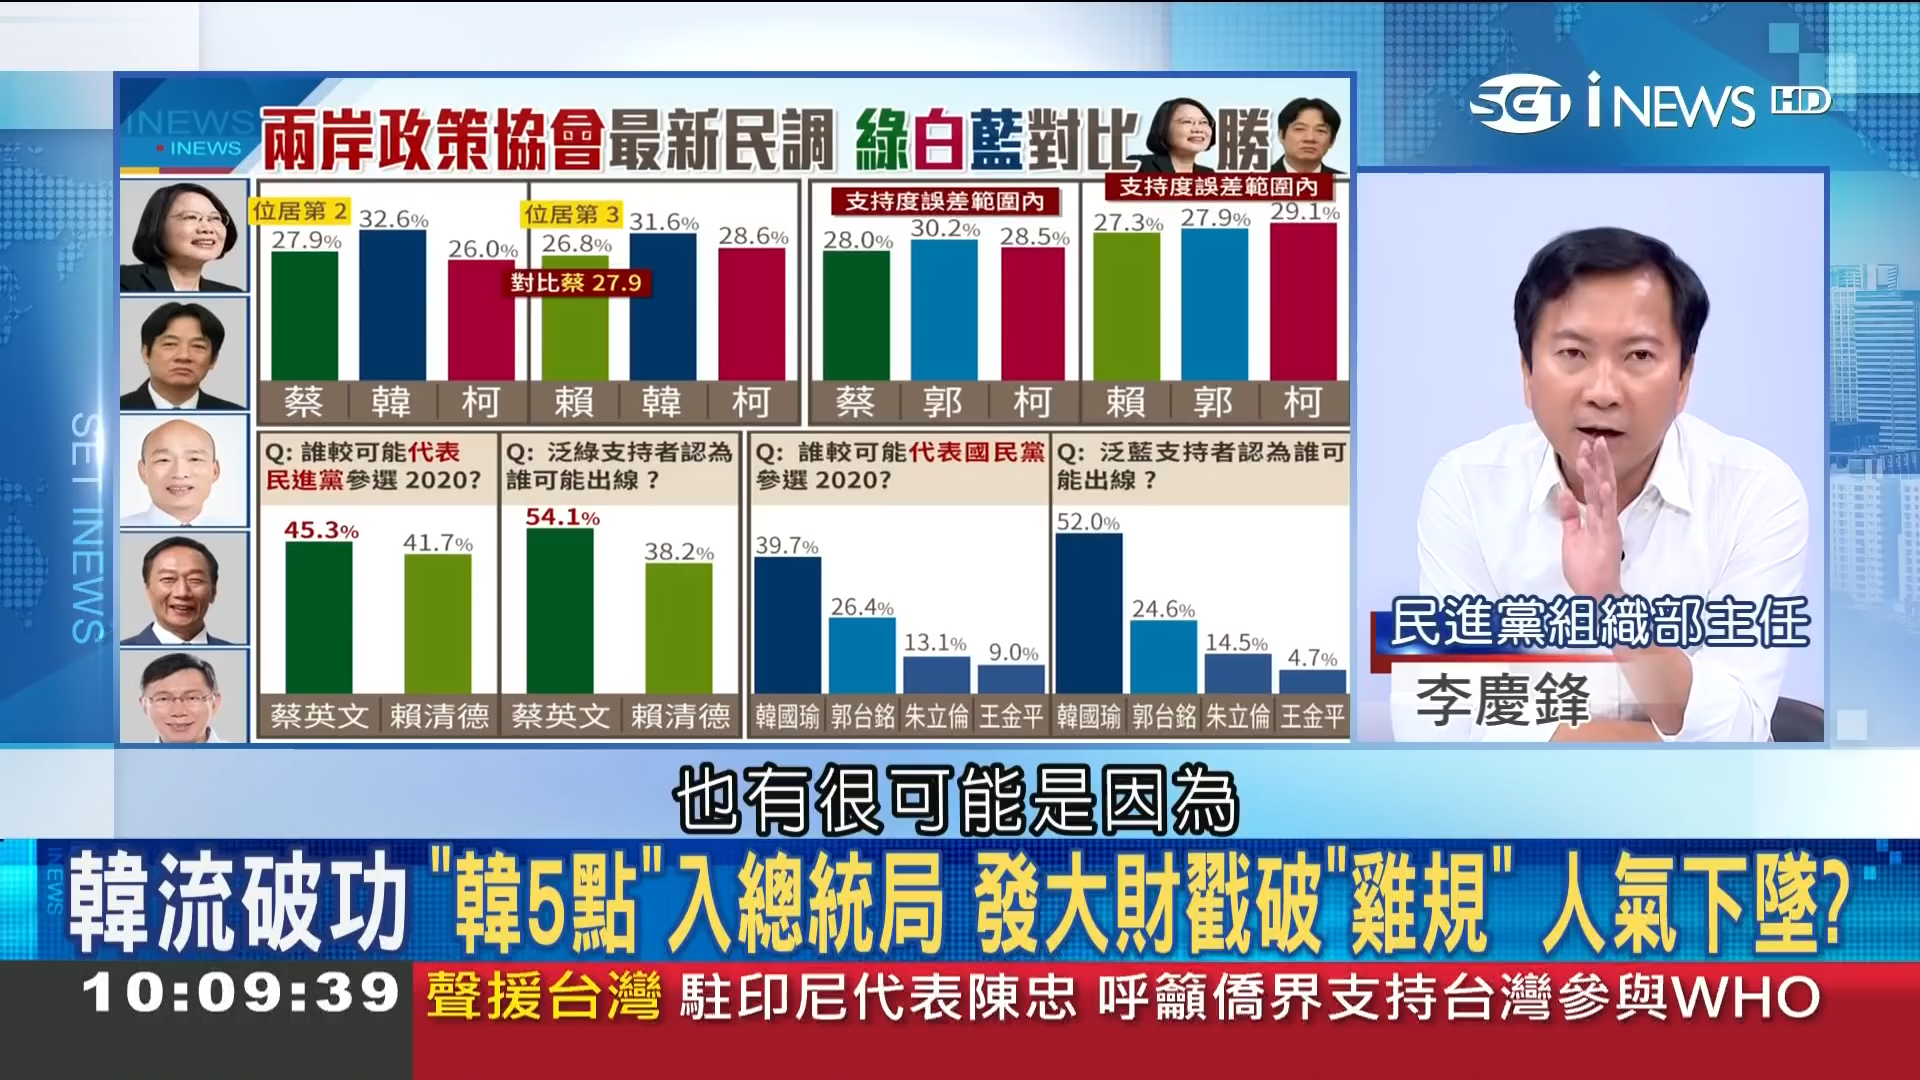 SET iNEWS HD
INEWS
INEWS
兩岸政策協會最新民調 綠白藍對比 勝
位居第2
27.9%
32.6%
26.0%
位居第3
26.8%
31.6%
28.6%
對比蔡 27.9
蔡 韓 柯
賴 韓 柯
支持度誤差範圍內
28.0%
30.2%
28.5%
支持度誤差範圍內
27.3%
27.9%
29.1%
蔡 郭 柯
賴 郭 柯
Q: 誰較可能代表
民進黨參選 2020?
45.3%
41.7%
蔡英文 賴清德
Q: 泛綠支持者認為
誰可能出線？
54.1%
38.2%
蔡英文 賴清德
Q: 誰較可能代表國民黨
參選 2020?
39.7%
26.4%
13.1%
9.0%
韓國瑜 郭台銘 朱立倫 王金平
Q: 泛藍支持者認為誰可
能出線？
52.0%
24.6%
14.5%
4.7%
韓國瑜 郭台銘 朱立倫 王金平
SET INEWS
民進黨組織部主任
李慶鋒
也有很可能是因為
INEWS
韓流破功 "韓5點"入總統局 發大財戳破"雞規" 人氣下墜?
10:09:39
聲援台灣 駐印尼代表陳忠 呼籲僑界支持台灣參與WHO